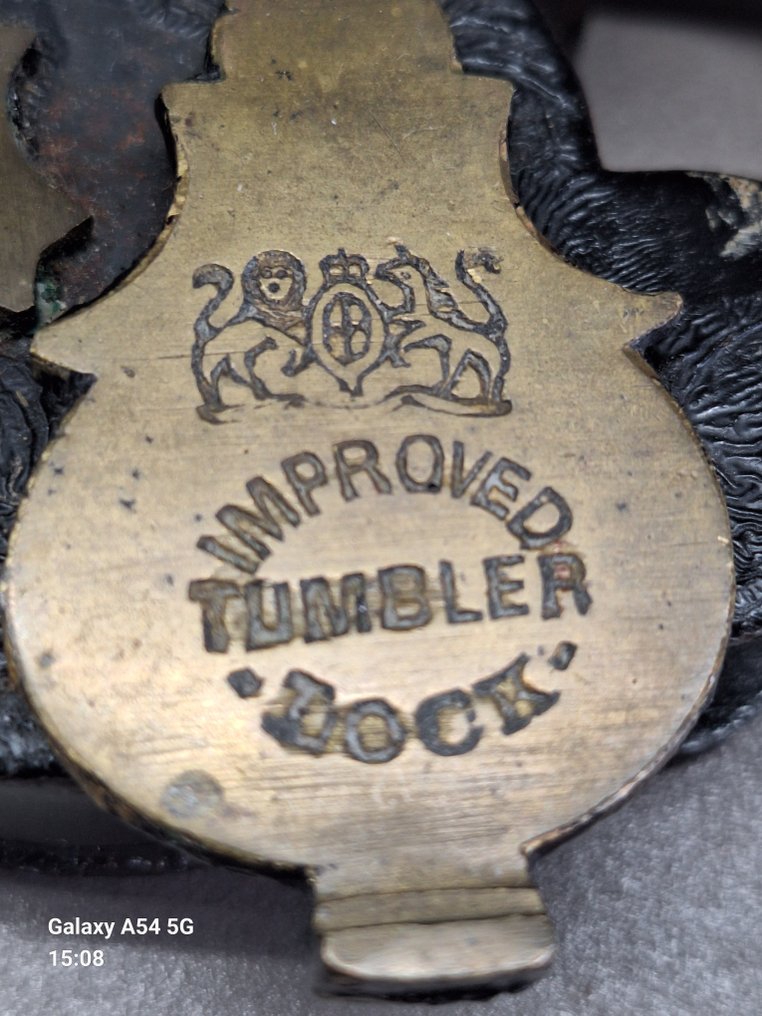 IMPROVED
TUMBLER
· LOCK ·
Galaxy A54 5G
15:08